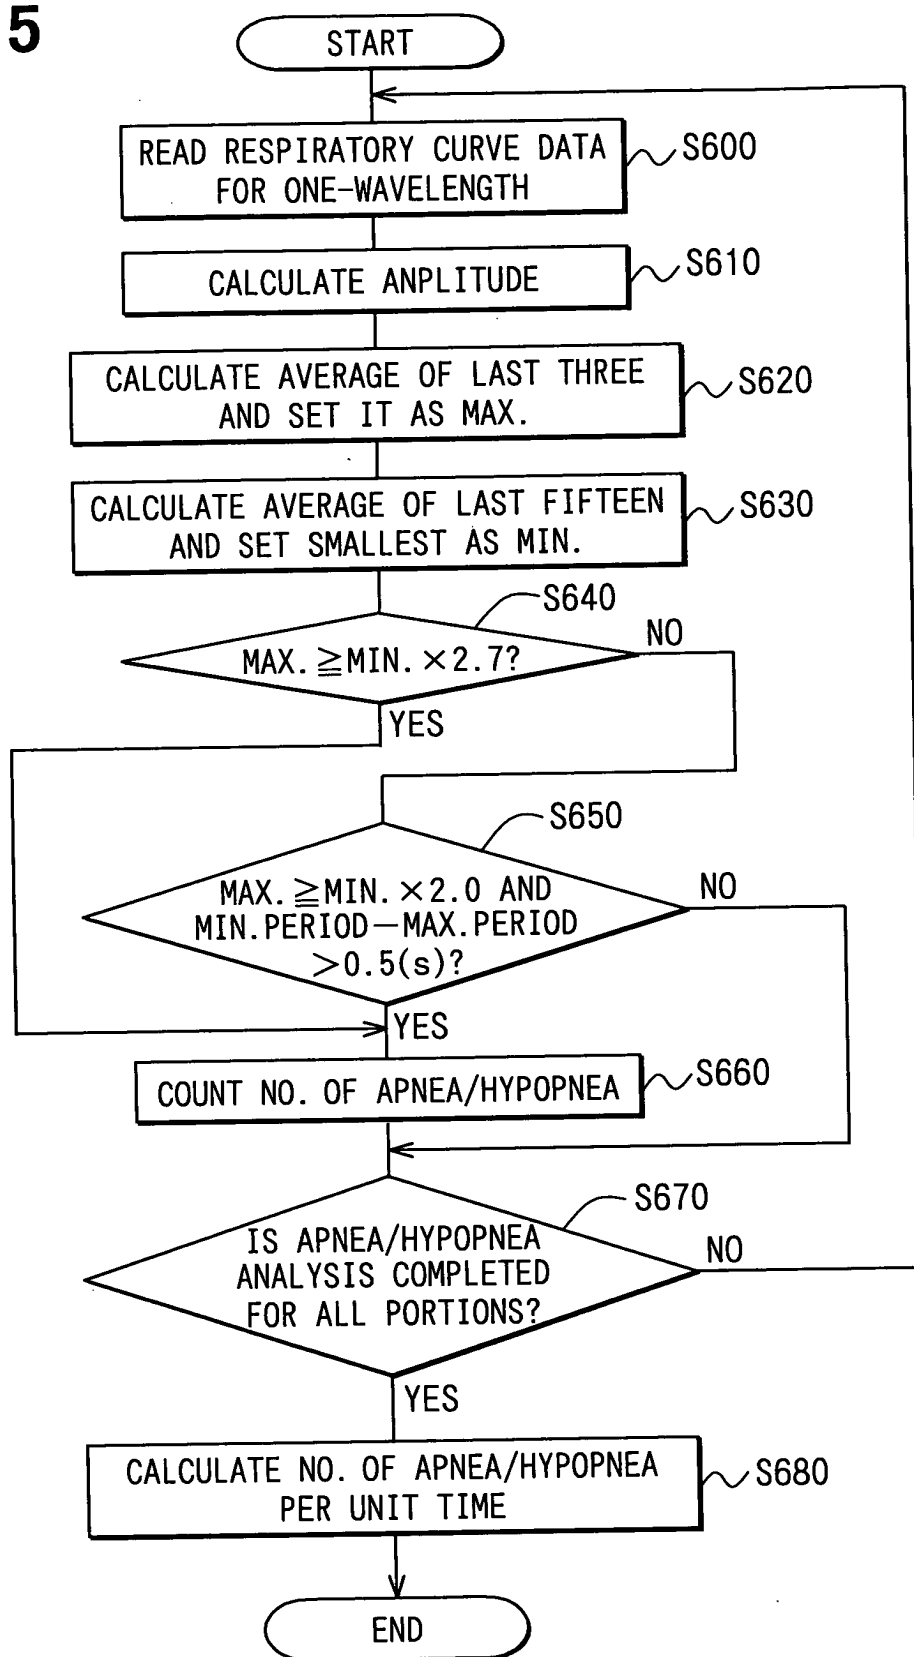 5
START
READ RESPIRATORY CURVE DATA
FOR ONE-WAVELENGTH
S600
CALCULATE ANPLITUDE
S610
CALCULATE AVERAGE OF LAST THREE
AND SET IT AS MAX.
S620
CALCULATE AVERAGE OF LAST FIFTEEN
AND SET SMALLEST AS MIN.
S630
S640
MAX.≧MIN.×2.7?
NO
YES
S650
MAX.≧MIN.×2.0 AND
MIN.PERIOD－MAX.PERIOD
>0.5(s)?
NO
YES
COUNT NO. OF APNEA/HYPOPNEA
S660
S670
IS APNEA/HYPOPNEA
ANALYSIS COMPLETED
FOR ALL PORTIONS?
NO
YES
CALCULATE NO. OF APNEA/HYPOPNEA
PER UNIT TIME
S680
END